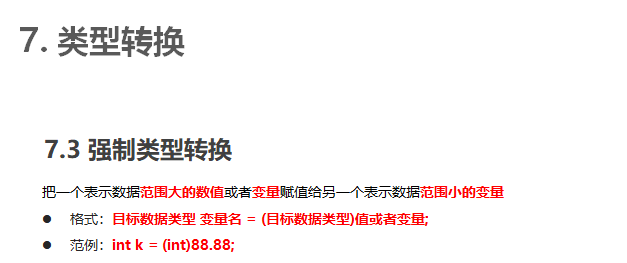 7. 类型转换
7.3 强制类型转换
把一个表示数据范围大的数值或者变量赋值给另一个表示数据范围小的变量
● 格式：目标数据类型 变量名 = (目标数据类型)值或者变量;
● 范例：int k = (int)88.88;